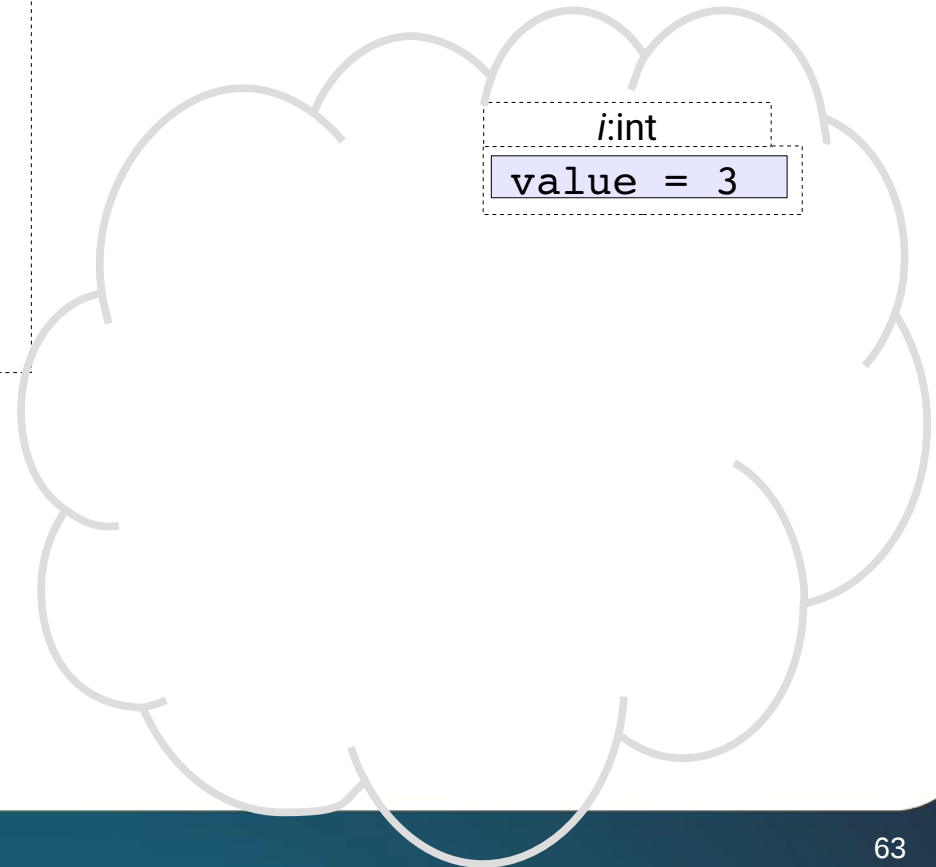 i:int
value = 3
63